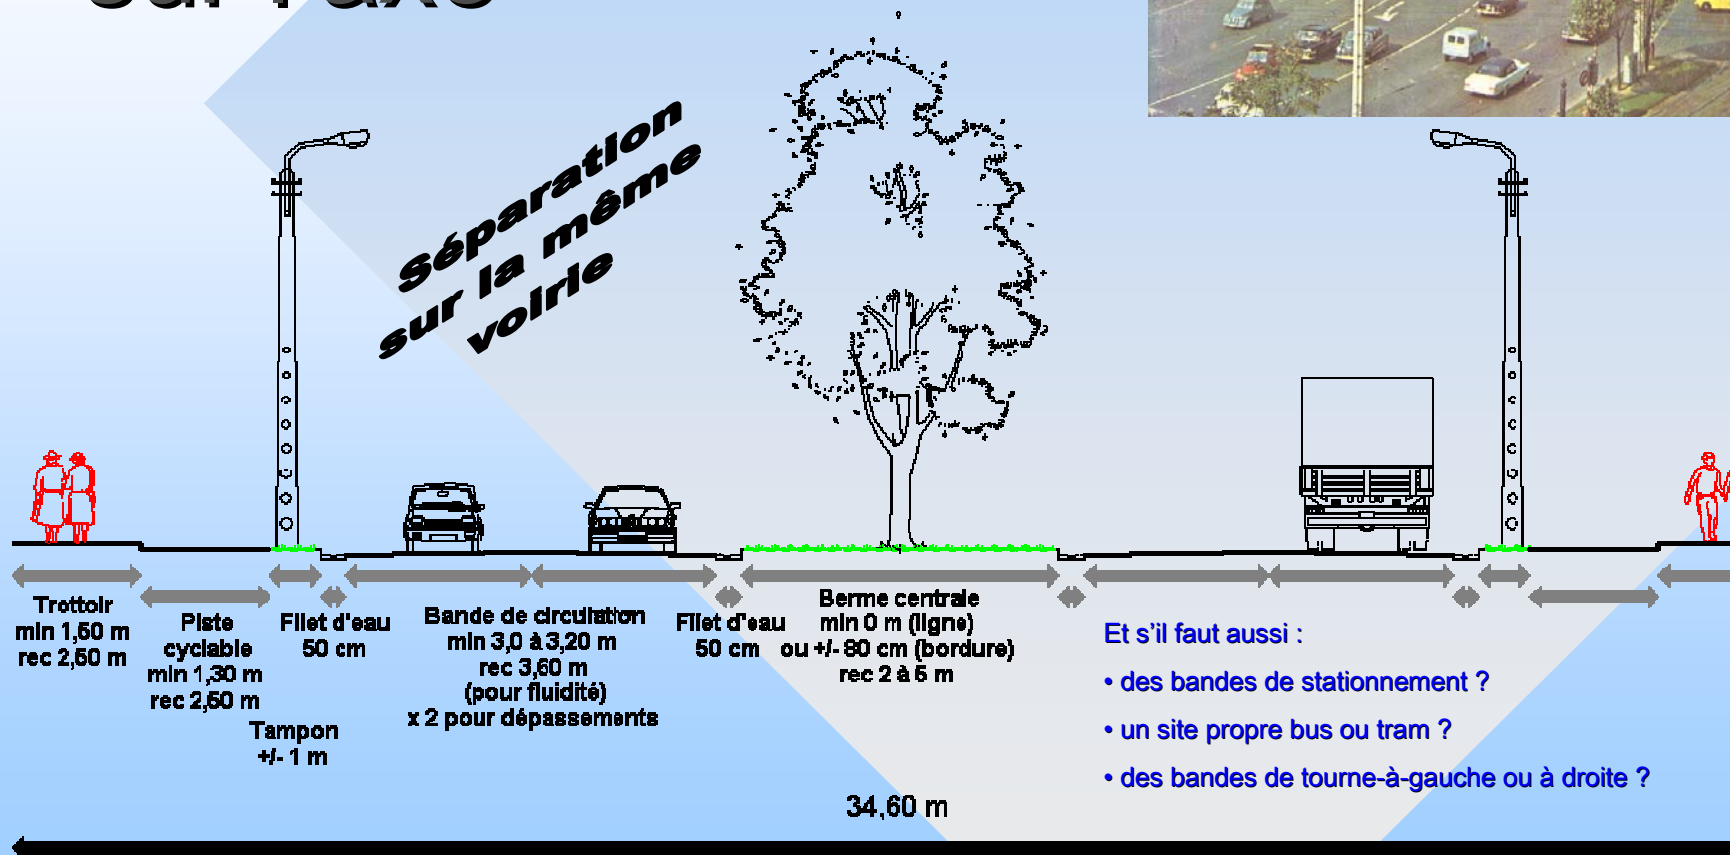 Séparation
sur la même
voirie
Trottoir
min 1,50 m
rec 2,50 m
Piste
cyclable
min 1,30 m
rec 2,50 m
Tampon
+/- 1 m
Filet d'eau
50 cm
Bande de circulation
min 3,0 à 3,20 m
rec 3,60 m
(pour fluidité)
x 2 pour dépassements
Filet d'eau
50 cm
Berme centrale
min 0 m (ligne)
ou +/- 80 cm (bordure)
rec 2 à 5 m
Et s'il faut aussi :
• des bandes de stationnement ?
• un site propre bus ou tram ?
• des bandes de tourne-à-gauche ou à droite ?
34,60 m